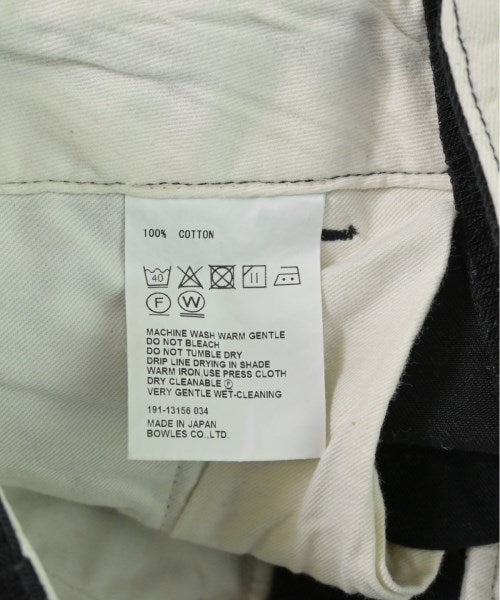 100% COTTON
40
F W
MACHINE WASH WARM GENTLE
DO NOT BLEACH
DO NOT TUMBLE DRY
DRIP LINE DRYING IN SHADE
WARM IRON,USE PRESS CLOTH
DRY CLEANABLE Ⓟ
VERY GENTLE WET-CLEANING
191-13156 034
MADE IN JAPAN
BOWLES CO.,LTD.